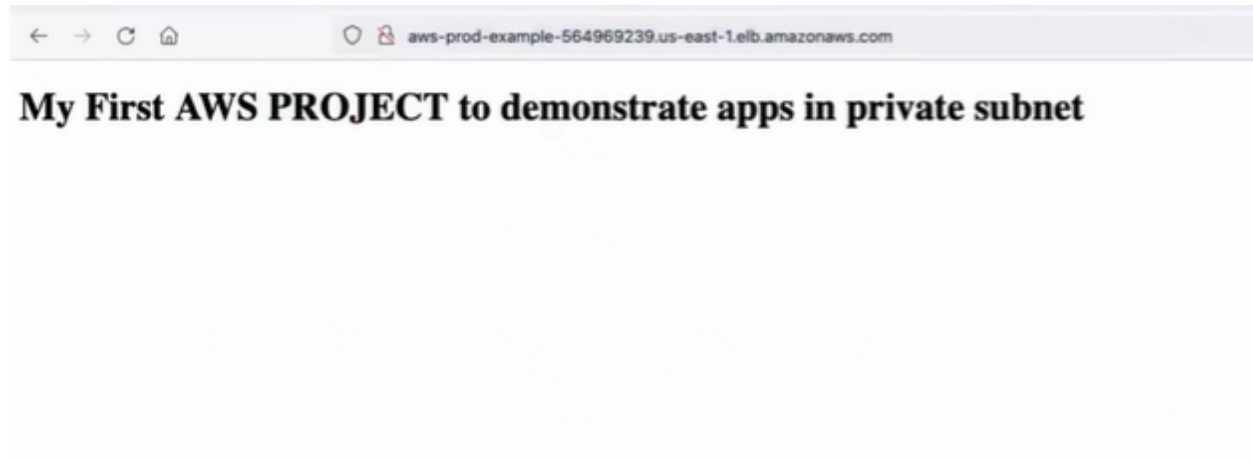 aws-prod-example-564969239.us-east-1.elb.amazonaws.com
My First AWS PROJECT to demonstrate apps in private subnet